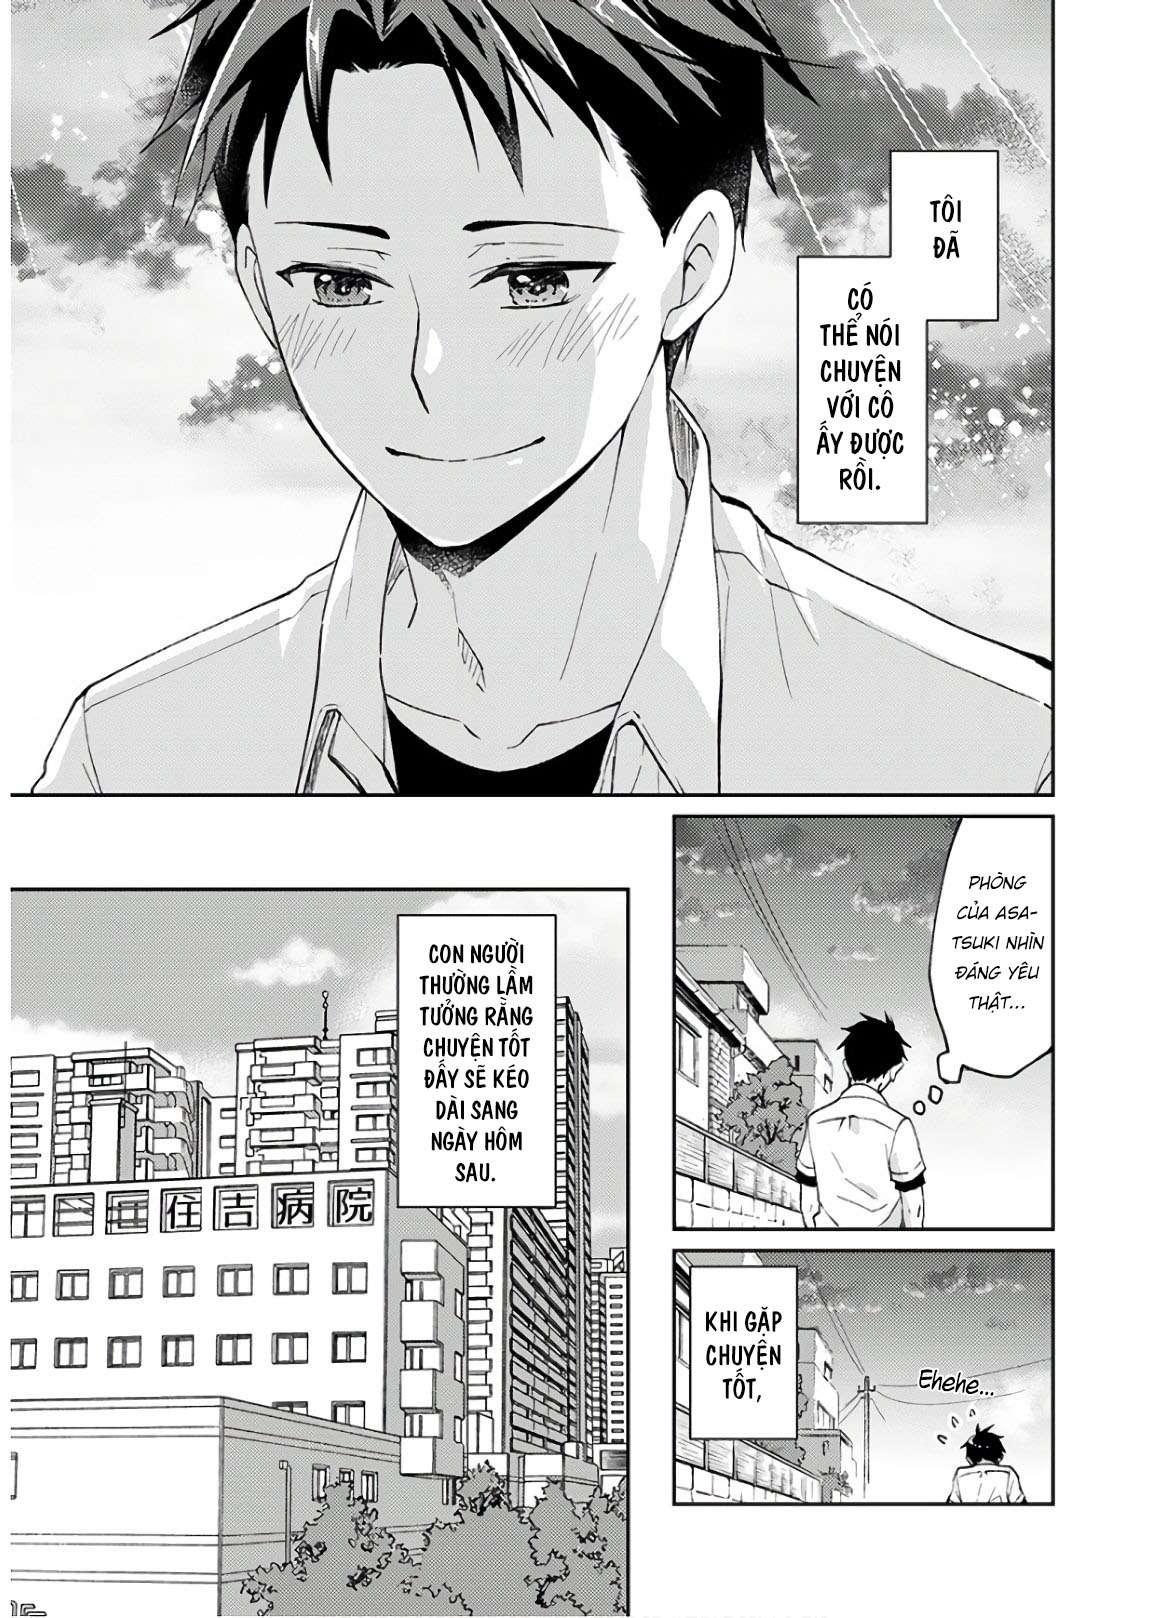 TÔI
ĐÃ
CÓ
THỂ NÓI
CHUYỆN
VỚI CÔ
ẤY ĐƯỢC
RỒI.
PHÒNG
CỦA ASA-
TSUKI NHÌN
ĐÁNG YÊU
THẬT...
KHI GẶP
CHUYỆN
TỐT,
Ehehe...
CON NGƯỜI
THƯỜNG LẦM
TƯỞNG RẰNG
CHUYỆN TỐT
ĐẤY SẼ KÉO
DÀI SANG
NGÀY HÔM
SAU.
住吉病院